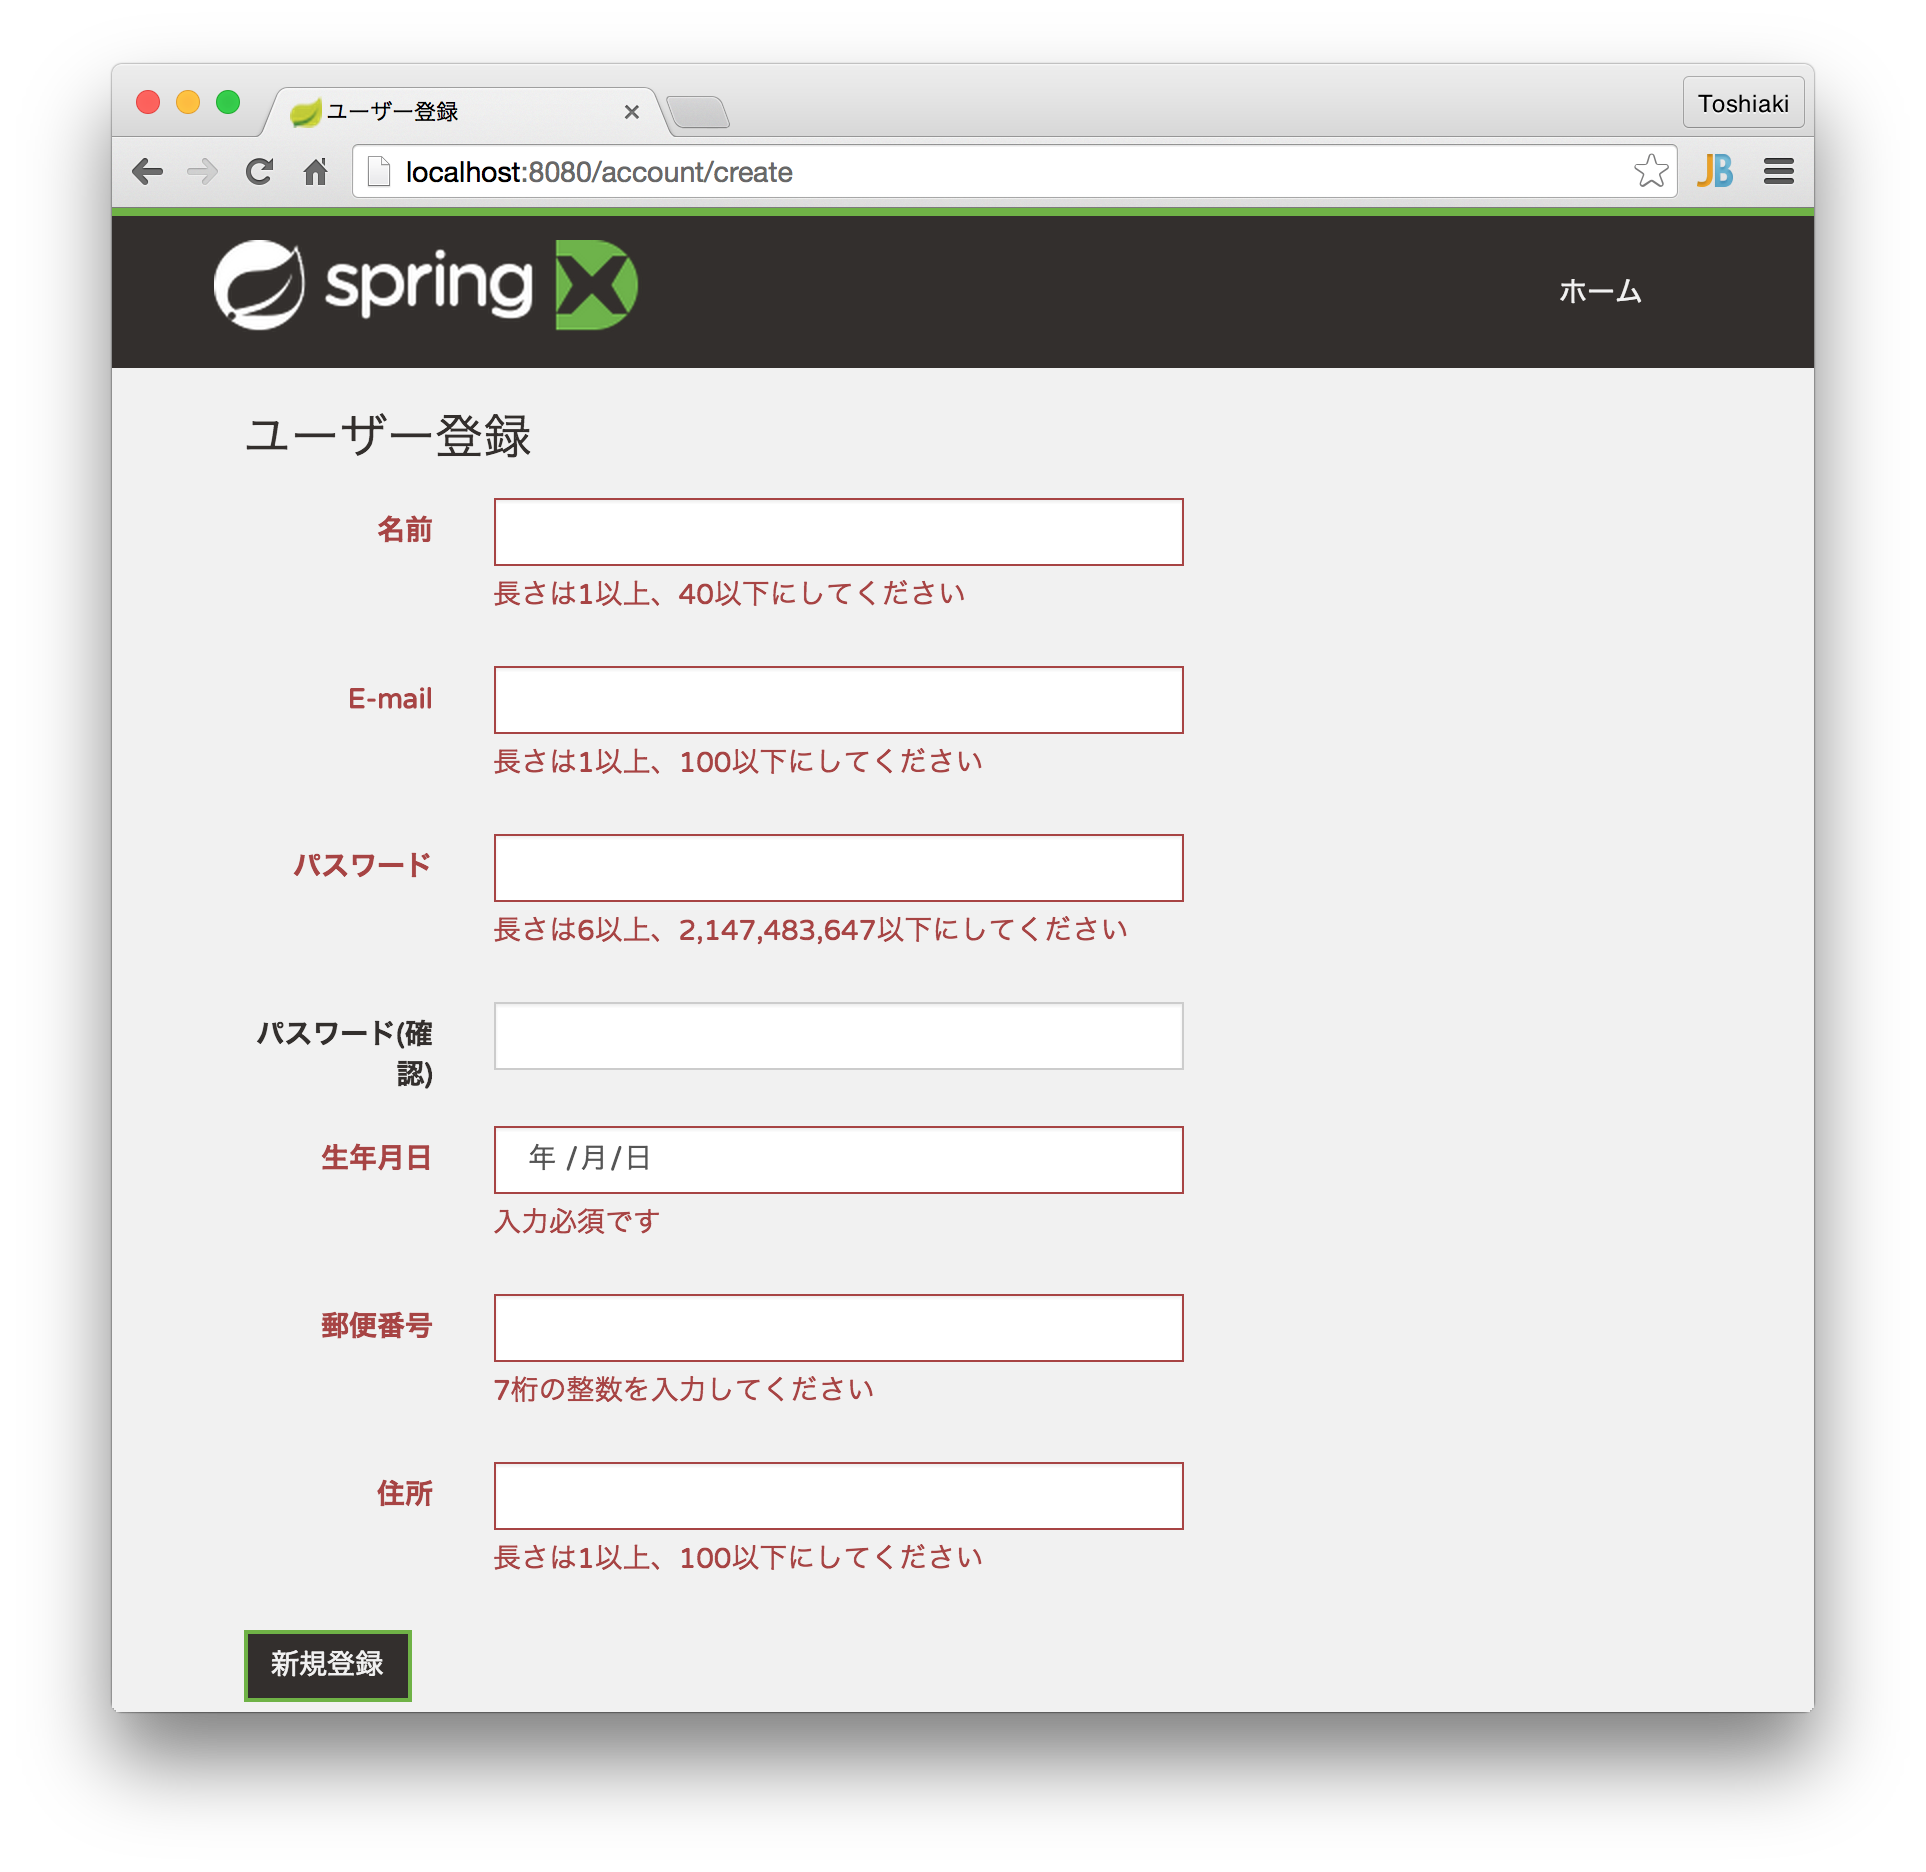 ユーザー登録
Toshiaki
localhost:8080/account/create
JB
spring
ホーム
ユーザー登録
名前
長さは1以上、40以下にしてください
E-mail
長さは1以上、100以下にしてください
パスワード
長さは6以上、2,147,483,647以下にしてください
パスワード(確
認)
生年月日
年 /月/日
入力必須です
郵便番号
7桁の整数を入力してください
住所
長さは1以上、100以下にしてください
新規登録